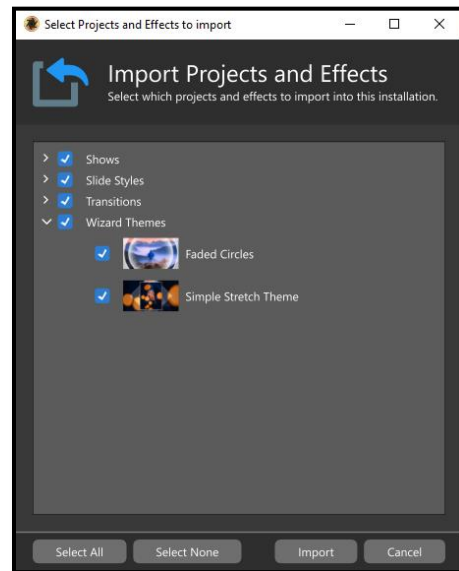 Select Projects and Effects to import
Import Projects and Effects
Select which projects and effects to import into this installation.
Shows
Slide Styles
Transitions
Wizard Themes
Faded Circles
Simple Stretch Theme
Select All
Select None
Import
Cancel